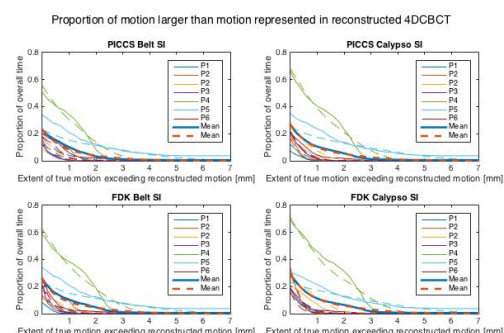 Proportion of motion larger than motion represented in reconstructed 4DCBCT
PICCS Belt SI
Proportion of overall time
0.8
0.6
0.4
0.2
0
P1
P2
P2
P3
P4
P5
P6
Mean
Mean
1 2 3 4 5 6 7
Extent of true motion exceeding reconstructed motion [mm]
PICCS Calypso SI
Proportion of overall time
0.8
0.6
0.4
0.2
0
P1
P2
P2
P3
P4
P5
P6
Mean
Mean
1 2 3 4 5 6 7
Extent of true motion exceeding reconstructed motion [mm]
FDK Belt SI
Proportion of overall time
0.8
0.6
0.4
0.2
0
P1
P2
P2
P3
P4
P5
P6
Mean
Mean
1 2 3 4 5 6 7
Extent of true motion exceeding reconstructed motion [mm]
FDK Calypso SI
Proportion of overall time
0.8
0.6
0.4
0.2
0
P1
P2
P2
P3
P4
P5
P6
Mean
Mean
1 2 3 4 5 6 7
Extent of true motion exceeding reconstructed motion [mm]